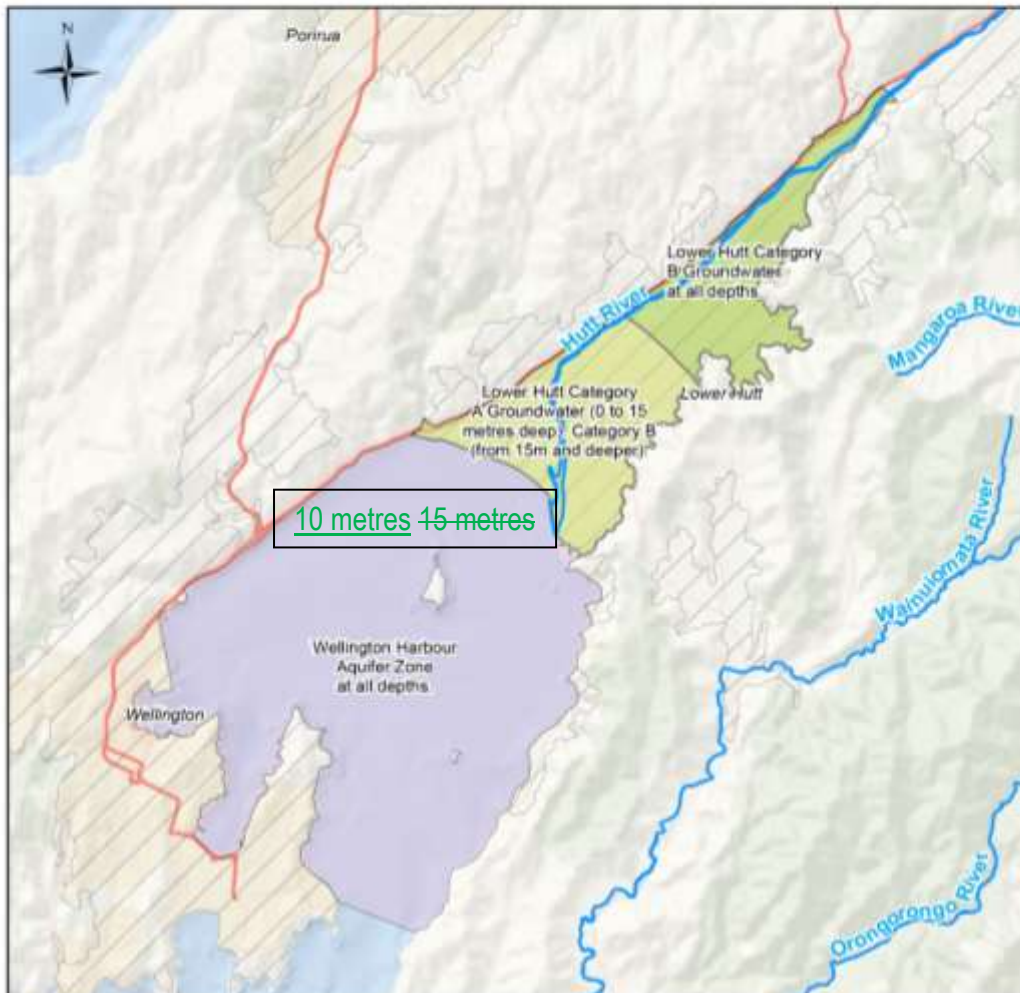 N
Porirua
Lower Hutt Category
B Groundwater
at all depths
Hutt River
Mangaroa River
Lower Hutt
Lower Hutt Category
A Groundwater (0 to 15
metres deep) Category B
(from 15m and deeper)
10 metres 15 metres
Wainuiomata River
Wellington Harbour
Aquifer Zone
at all depths
Wellington
Orongorongo River